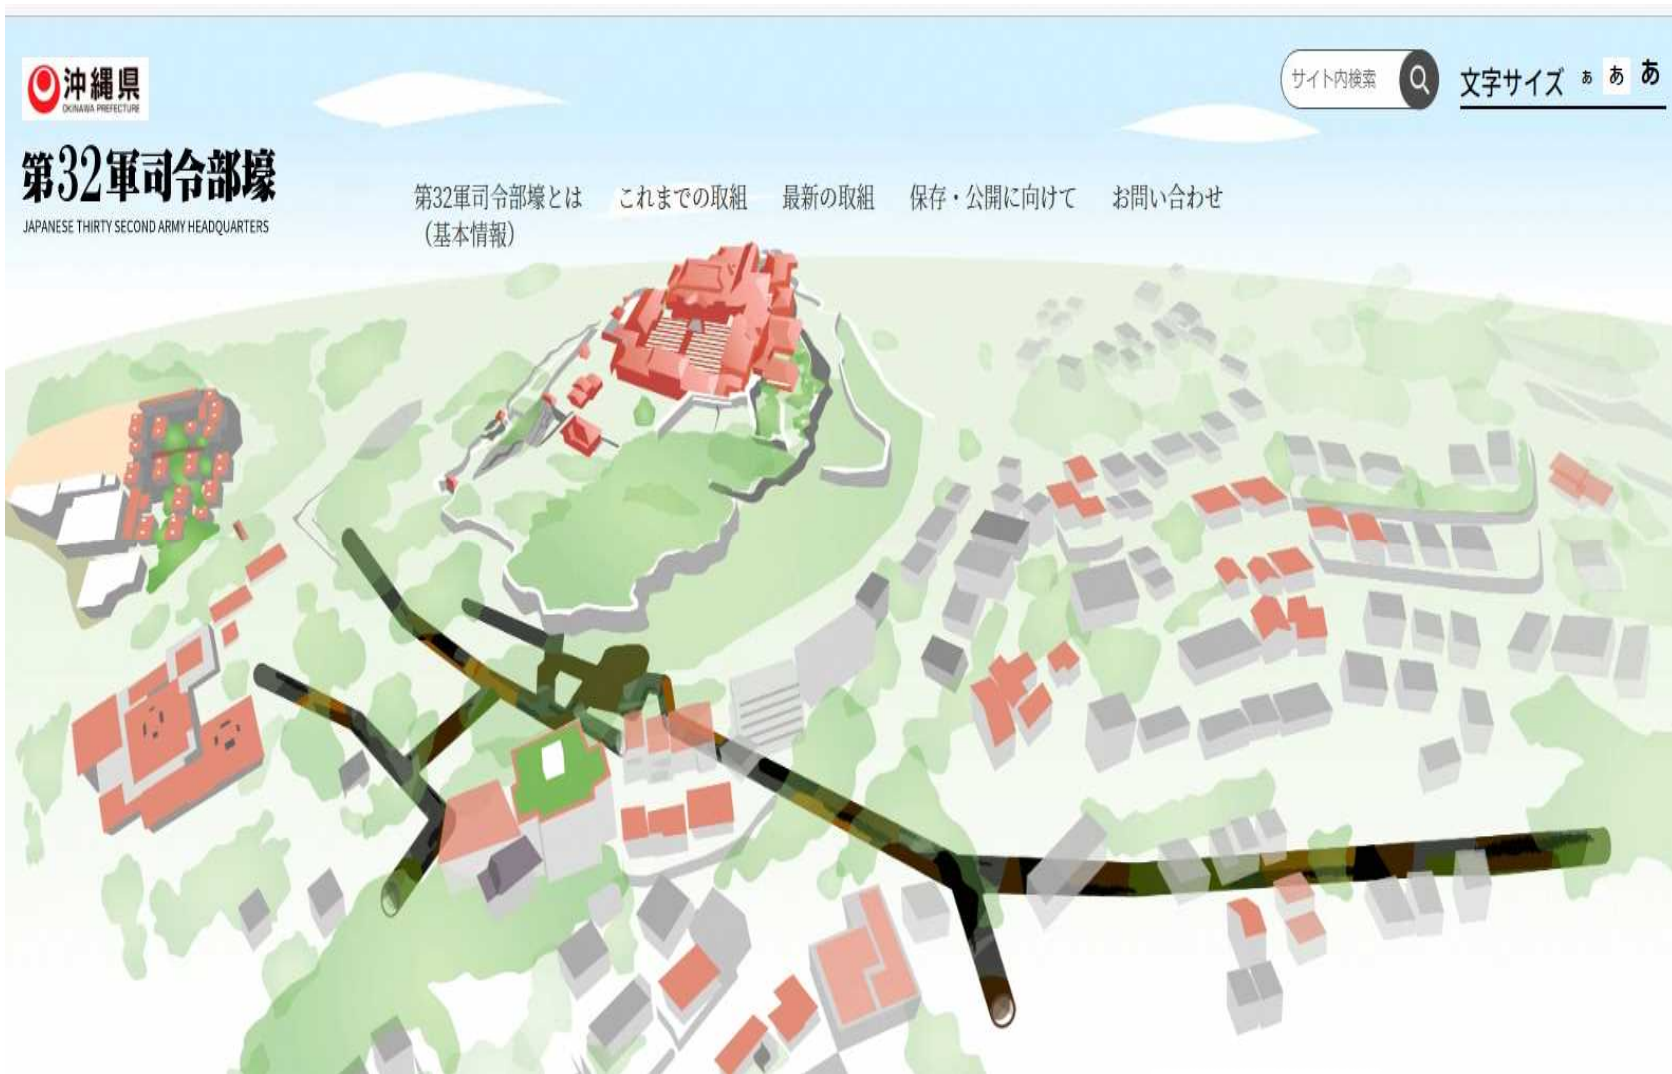 沖縄県
OKINAWA PREFECTURE
サイト内検索
文字サイズ あ あ あ
第32軍司令部壕
JAPANESE THIRTY SECOND ARMY HEADQUARTERS
第32軍司令部壕とは
（基本情報）
これまでの取組
最新の取組
保存・公開に向けて
お問い合わせ